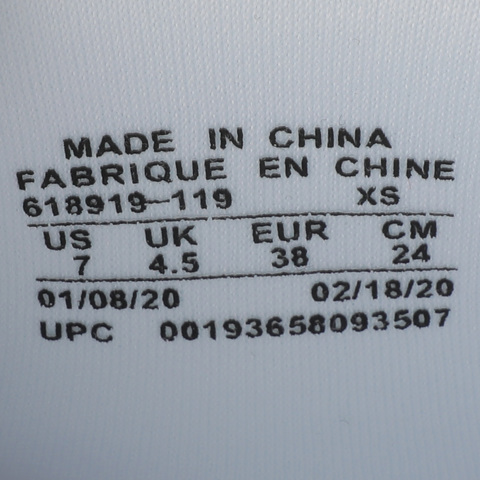 MADE IN CHINA
FABRIQUE EN CHINE
618919-119 XS
US UK EUR CM
7 4.5 38 24
01/08/20 02/18/20
UPC 00193658093507